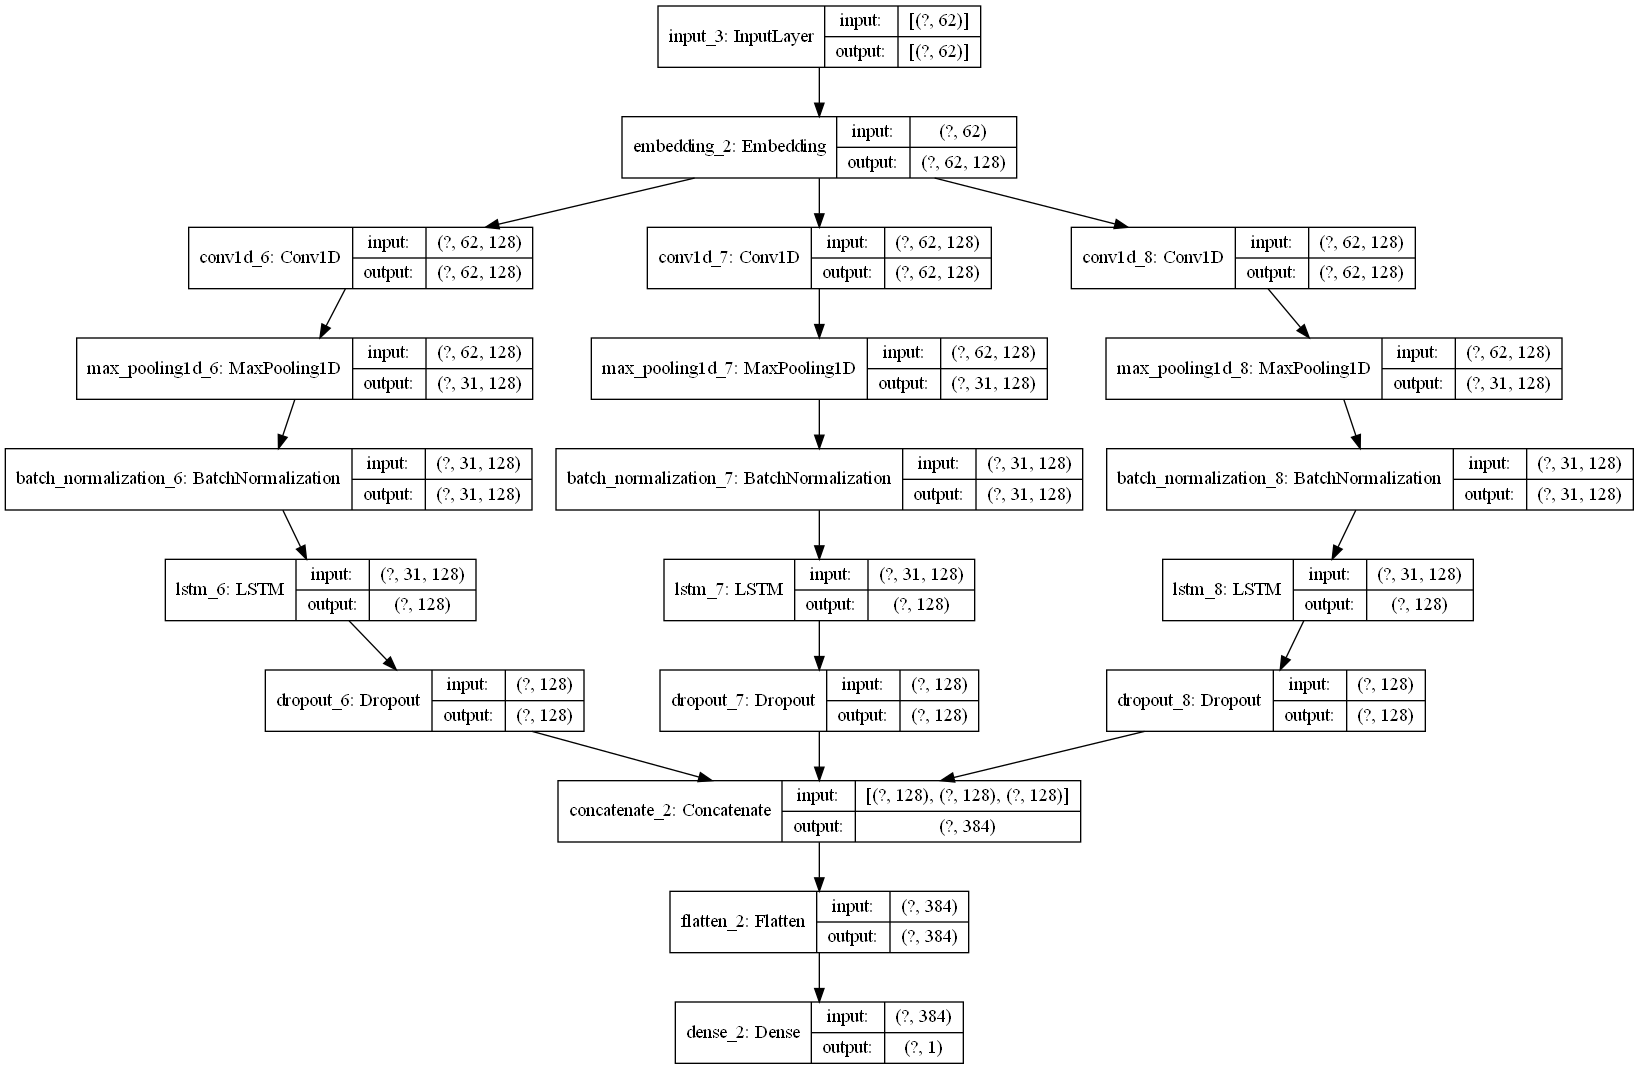 input_3: InputLayer
input: [(?, 62)]
output: [(?, 62)]
embedding_2: Embedding
input: (?, 62)
output: (?, 62, 128)
conv1d_6: Conv1D
input: (?, 62, 128)
output: (?, 62, 128)
conv1d_7: Conv1D
input: (?, 62, 128)
output: (?, 62, 128)
conv1d_8: Conv1D
input: (?, 62, 128)
output: (?, 62, 128)
max_pooling1d_6: MaxPooling1D
input: (?, 62, 128)
output: (?, 31, 128)
max_pooling1d_7: MaxPooling1D
input: (?, 62, 128)
output: (?, 31, 128)
max_pooling1d_8: MaxPooling1D
input: (?, 62, 128)
output: (?, 31, 128)
batch_normalization_6: BatchNormalization
input: (?, 31, 128)
output: (?, 31, 128)
batch_normalization_7: BatchNormalization
input: (?, 31, 128)
output: (?, 31, 128)
batch_normalization_8: BatchNormalization
input: (?, 31, 128)
output: (?, 31, 128)
lstm_6: LSTM
input: (?, 31, 128)
output: (?, 128)
lstm_7: LSTM
input: (?, 31, 128)
output: (?, 128)
lstm_8: LSTM
input: (?, 31, 128)
output: (?, 128)
dropout_6: Dropout
input: (?, 128)
output: (?, 128)
dropout_7: Dropout
input: (?, 128)
output: (?, 128)
dropout_8: Dropout
input: (?, 128)
output: (?, 128)
concatenate_2: Concatenate
input: [(?, 128), (?, 128), (?, 128)]
output: (?, 384)
flatten_2: Flatten
input: (?, 384)
output: (?, 384)
dense_2: Dense
input: (?, 384)
output: (?, 1)